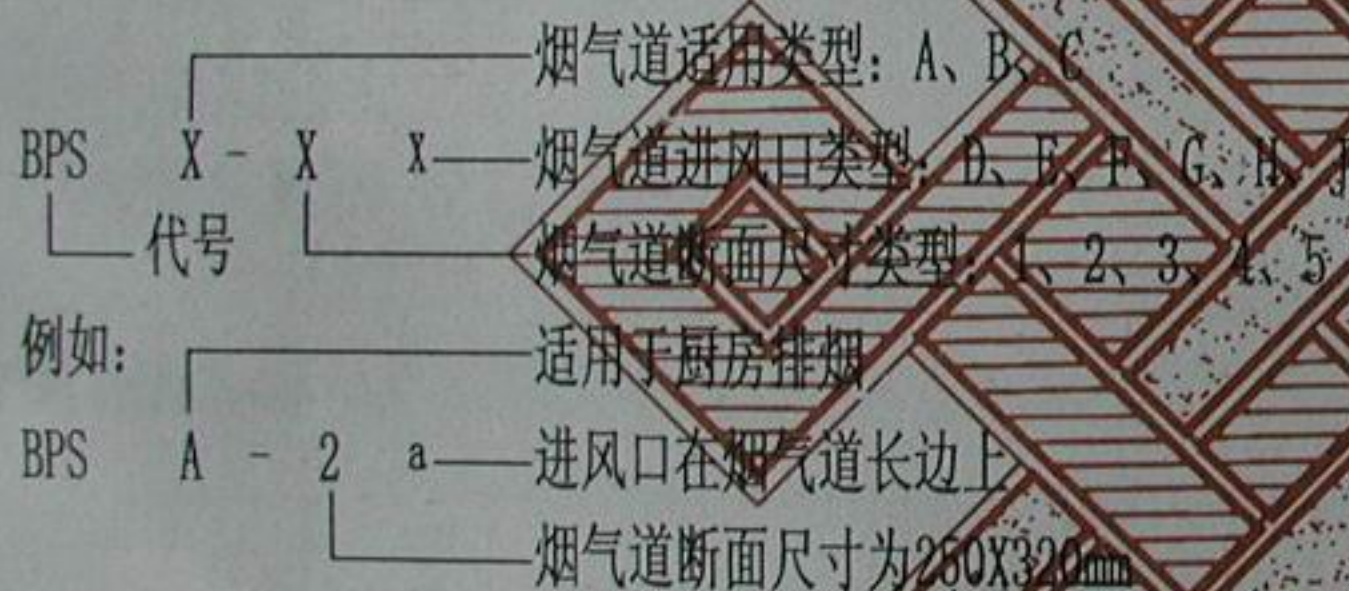 烟气道适用类型：A、B、C
BPS X - X x 烟气道进风口类型：D、E、F、G、H、J
代号 烟气道断面尺寸类型：1、2、3、4、5
例如：
适用于厨房排烟
BPS A - 2 a 进风口在烟气道长边上
烟气道断面尺寸为250X320mm